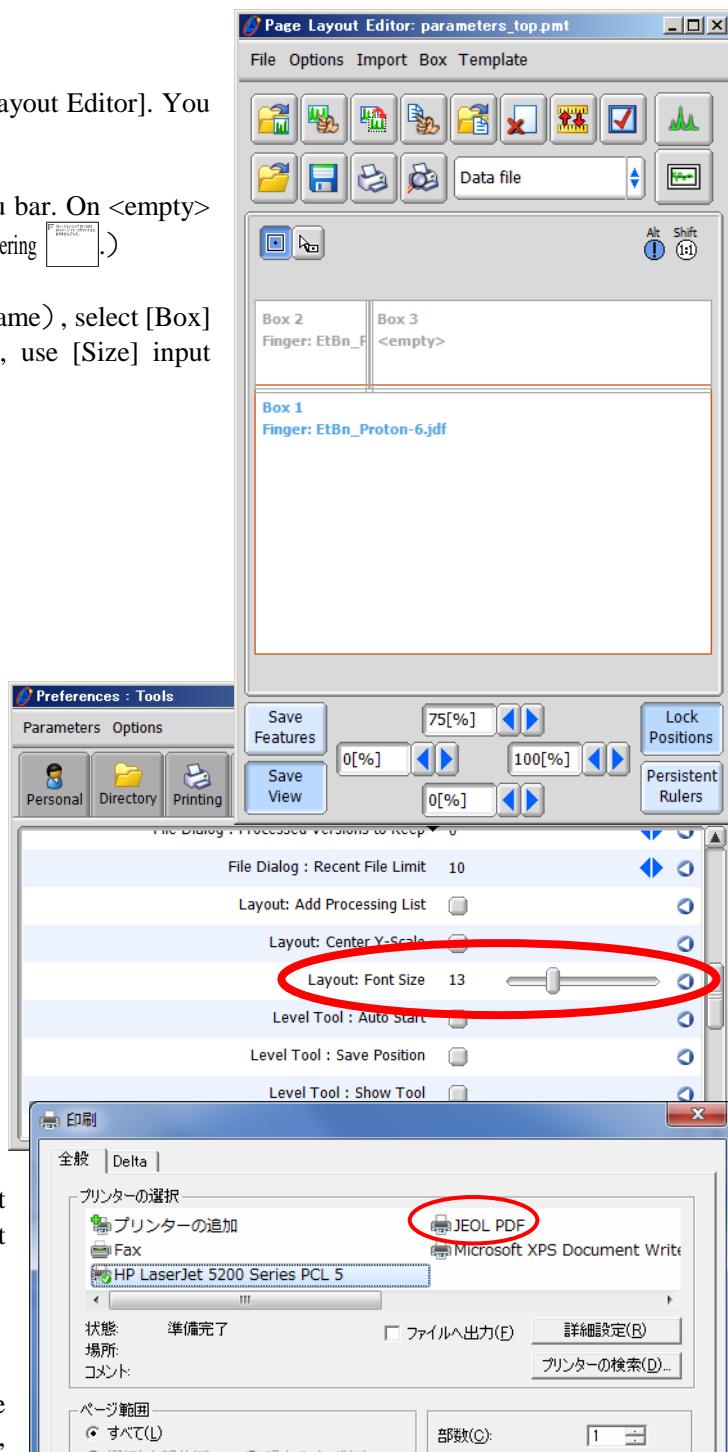 ayout Editor]. You
u bar. On <empty>
ering .)
ame）, select [Box]
, use [Size] input
Page Layout Editor: parameters_top.pmt
File Options Import Box Template
Data file
Alt Shift
(1:1)
Box 2
Finger: EtBn_P
Box 3
<empty>
Box 1
Finger: EtBn_Proton-6.jdf
Save Features
75[%]
Lock Positions
0[%]
100[%]
Save View
0[%]
Persistent Rulers
Preferences : Tools
Parameters Options
Personal Directory Printing
File Dialog : Processed Versions to Keep
File Dialog : Recent File Limit 10
Layout: Add Processing List
Layout: Center Y-Scale
Layout: Font Size 13
Level Tool : Auto Start
Level Tool : Save Position
Level Tool : Show Tool
t
t
e
,
印刷
全般 Delta
プリンターの選択
プリンターの追加 JEOL PDF
Fax Microsoft XPS Document Write
HP LaserJet 5200 Series PCL 5
状態: 準備完了
場所:
コメント:
ファイルへ出力(F) 詳細設定(R)
プリンターの検索(D)...
ページ範囲
すべて(L)
部数(C): 1